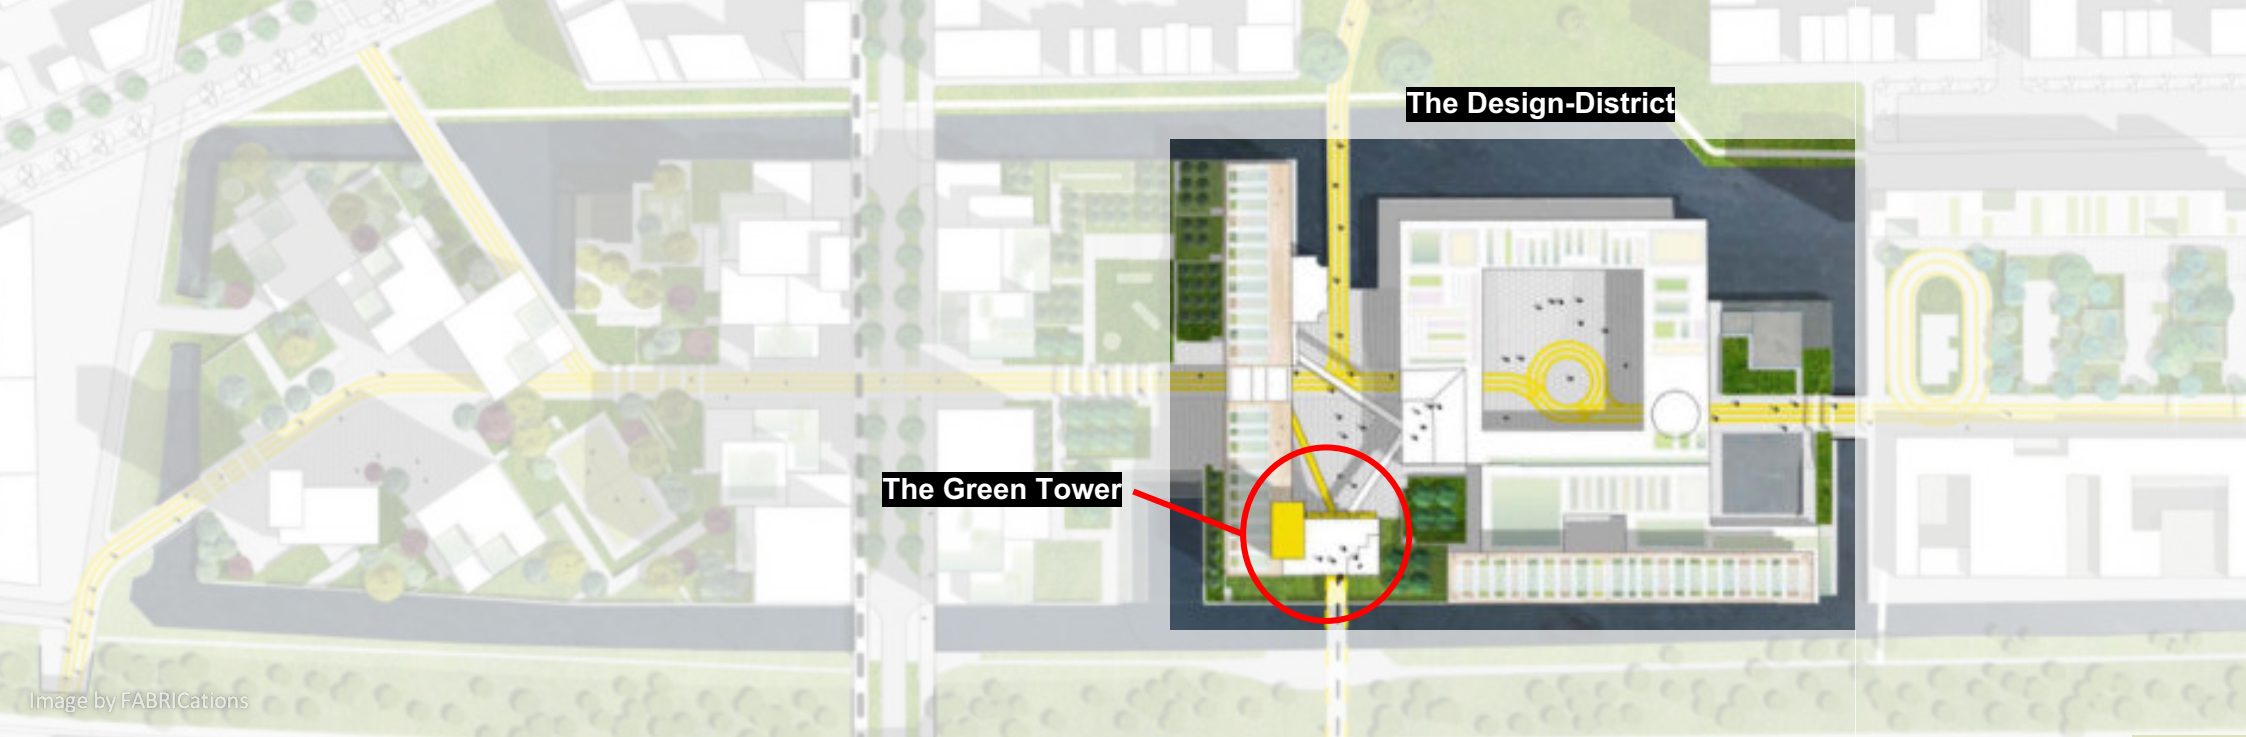 The Design-District
The Green Tower
Image by FABRICations